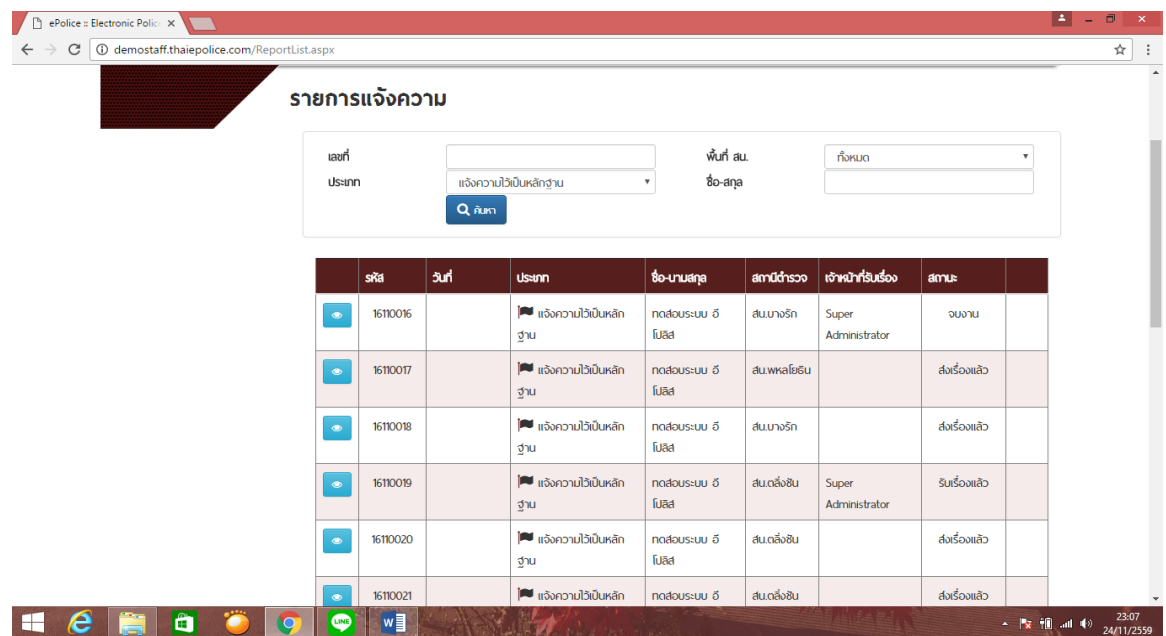 ePolice :: Electronic Polic
demostaff.thaiepolice.com/ReportList.aspx
รายการแจ้งความ
เลขที่ พื้นที่ สน. ทั้งหมด
ประเภท แจ้งความไว้เป็นหลักฐาน ชื่อ-สกุล
ค้นหา
รหัส วันที่ ประเภท ชื่อ-นามสกุล สถานีตำรวจ เจ้าหน้าที่รับเรื่อง สถานะ
16110016 แจ้งความไว้เป็นหลัก ทดสอบระบบ อี สน.บางรัก Super จบงาน
ฐาน โปลิส Administrator
16110017 แจ้งความไว้เป็นหลัก ทดสอบระบบ อี สน.พหลโยธิน ส่งเรื่องแล้ว
ฐาน โปลิส
16110018 แจ้งความไว้เป็นหลัก ทดสอบระบบ อี สน.บางรัก ส่งเรื่องแล้ว
ฐาน โปลิส
16110019 แจ้งความไว้เป็นหลัก ทดสอบระบบ อี สน.ตลิ่งชัน Super รับเรื่องแล้ว
ฐาน โปลิส Administrator
16110020 แจ้งความไว้เป็นหลัก ทดสอบระบบ อี สน.ตลิ่งชัน ส่งเรื่องแล้ว
ฐาน โปลิส
16110021 แจ้งความไว้เป็นหลัก ทดสอบระบบ อี สน.ตลิ่งชัน ส่งเรื่องแล้ว
LINE
23:07
24/11/2559